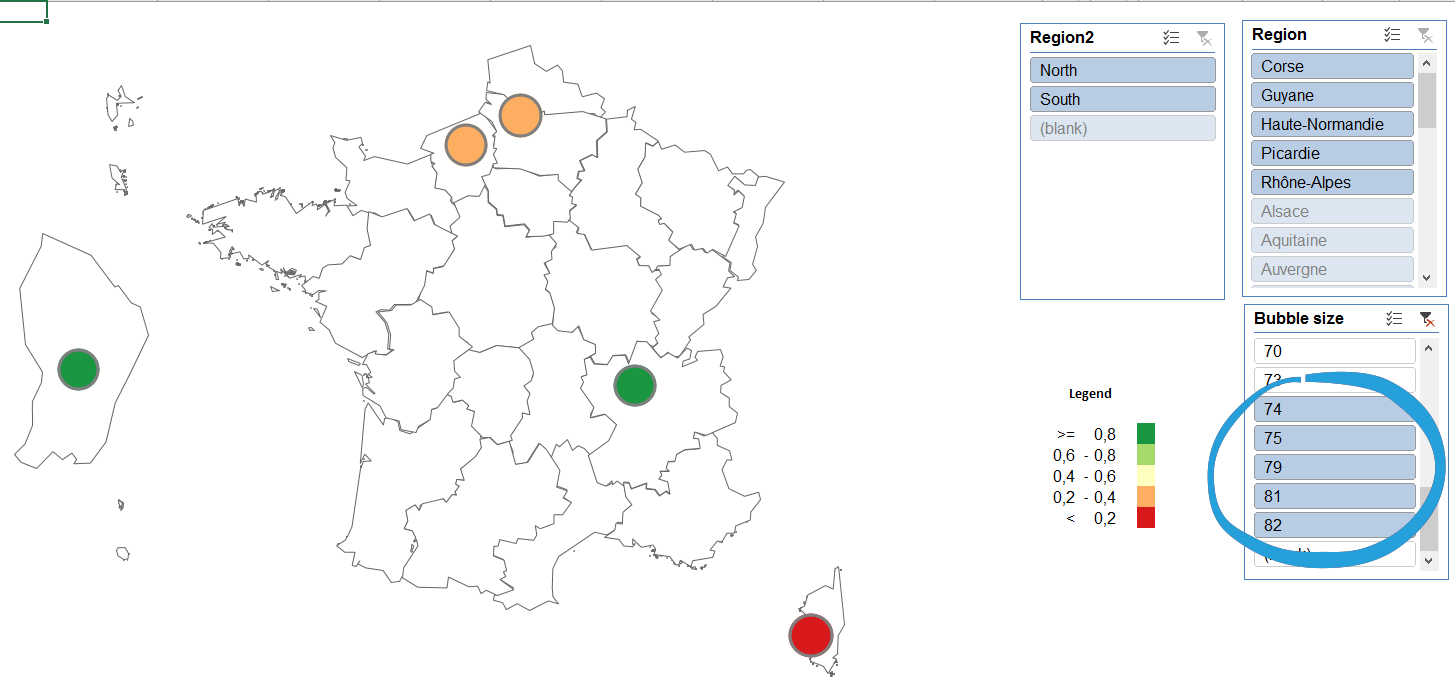 Region2
North
South
(blank)
Region
Corse
Guyane
Haute-Normandie
Picardie
Rhône-Alpes
Alsace
Aquitaine
Auvergne
Bubble size
70
73
74
75
79
81
82
Legend
>= 0,8
0,6 - 0,8
0,4 - 0,6
0,2 - 0,4
< 0,2